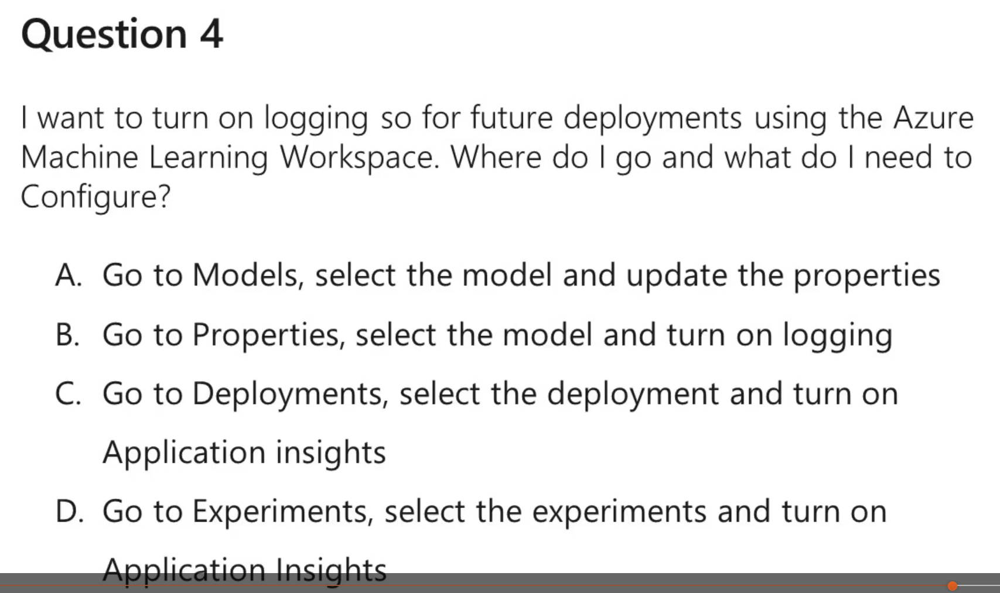 Question 4
I want to turn on logging so for future deployments using the Azure
Machine Learning Workspace. Where do I go and what do I need to
Configure?
A. Go to Models, select the model and update the properties
B. Go to Properties, select the model and turn on logging
C. Go to Deployments, select the deployment and turn on
Application insights
D. Go to Experiments, select the experiments and turn on
Application Insights